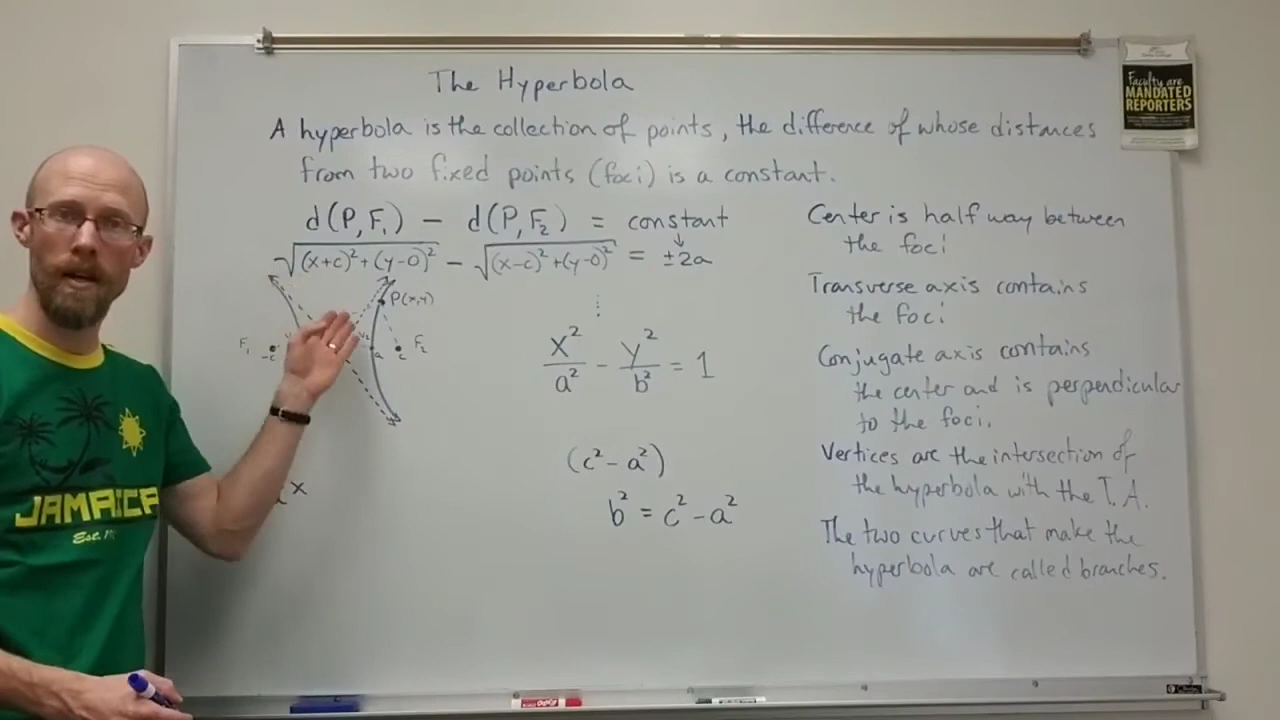 The Hyperbola
A hyperbola is the collection of points, the difference of whose distances
from two fixed points (foci) is a constant.
d(P,F₁) − d(P,F₂) = constant
↓
√((x+c)²+(y-0)²) − √((x-c)²+(y-0)²) = ±2a
P(x,y)
F₁ -c a c F₂
⋮
x²/a² − y²/b² = 1
(c² − a²)
b² = c² − a²
x
Center is half way between
the foci
Transverse axis contains
the foci
Conjugate axis contains
the center and is perpendicular
to the foci.
Vertices are the intersection of
the hyperbola with the T.A.
The two curves that make the
hyperbola are called branches.
Faculty are
MANDATED
REPORTERS
JAMAICA
Est.
EXPO